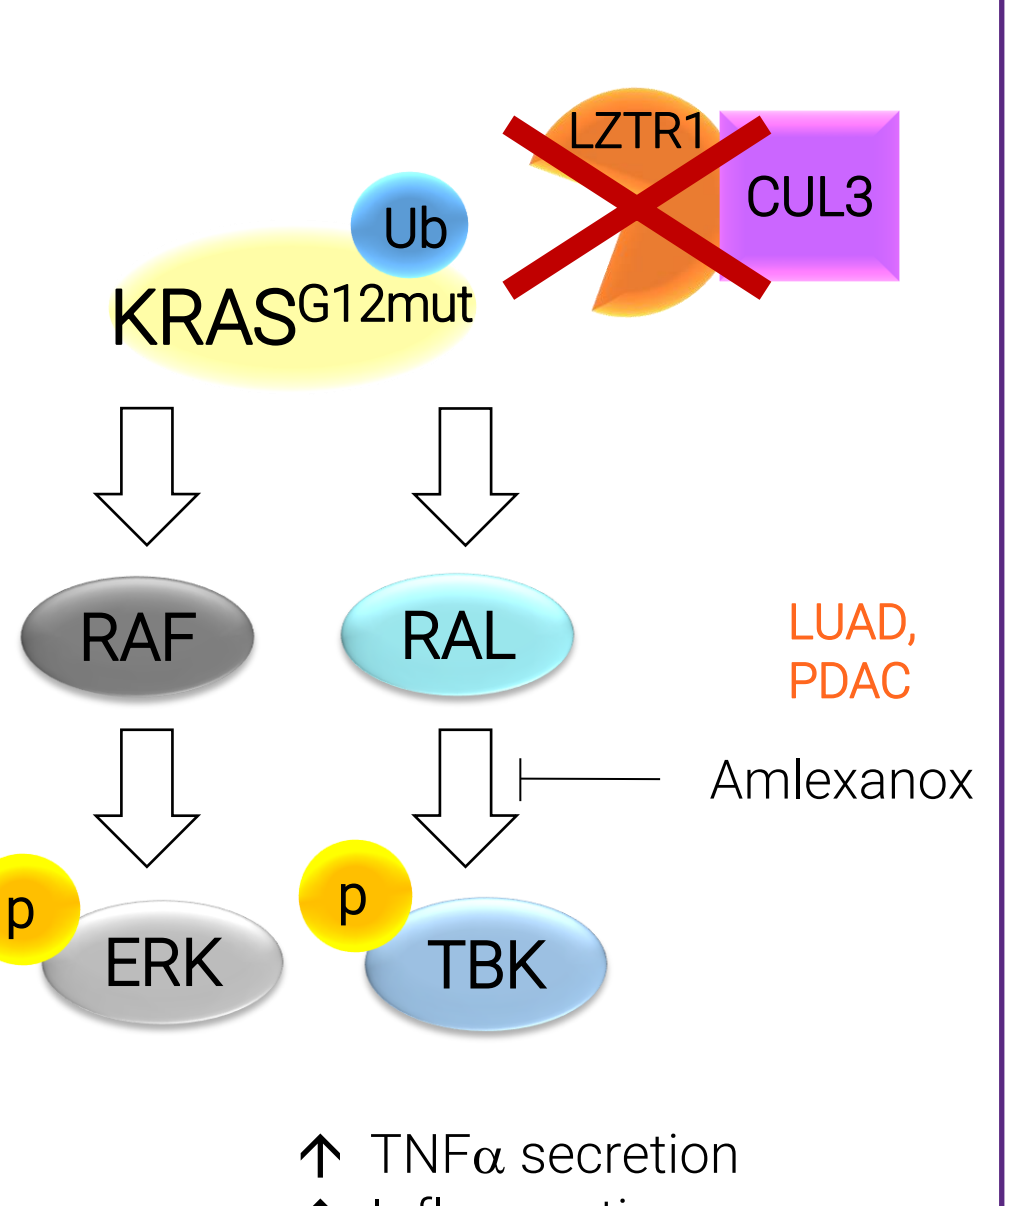 LZTR1
CUL3
Ub
KRASG12mut
RAF
RAL
LUAD,
PDAC
Amlexanox
p
p
ERK
TBK
↑ TNFα secretion